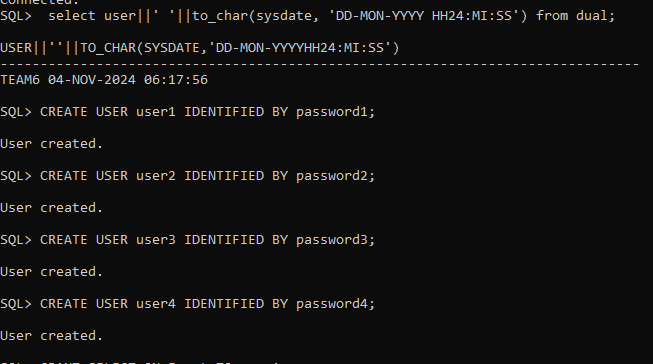 Connected.
SQL>  select user||' '||to_char(sysdate, 'DD-MON-YYYY HH24:MI:SS') from dual;
USER||''||TO_CHAR(SYSDATE,'DD-MON-YYYYHH24:MI:SS')
--------------------------------------------------------------------------------
TEAM6 04-NOV-2024 06:17:56
SQL> CREATE USER user1 IDENTIFIED BY password1;
User created.
SQL> CREATE USER user2 IDENTIFIED BY password2;
User created.
SQL> CREATE USER user3 IDENTIFIED BY password3;
User created.
SQL> CREATE USER user4 IDENTIFIED BY password4;
User created.